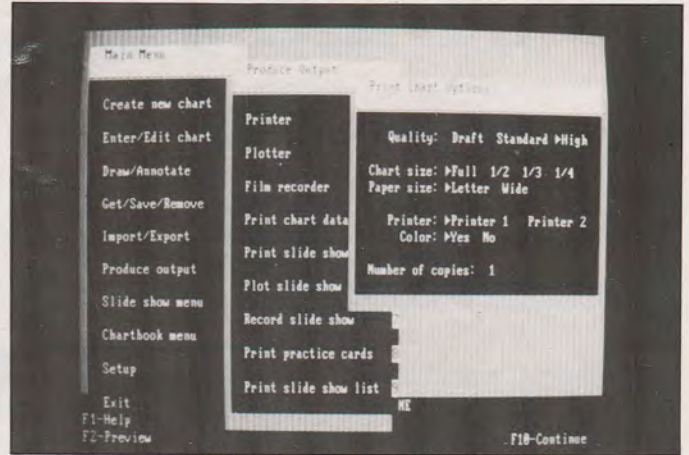 Main Menu
Create new chart
Enter/Edit chart
Draw/Annotate
Get/Save/Remove
Import/Export
Produce output
Slide show menu
Chartbook menu
Setup
Exit
Produce Output
Printer
Plotter
Film recorder
Print chart data
Print slide show
Plot slide show
Record slide show
Print practice cards
Print slide show list
Print Chart Options
Quality: Draft Standard ▶High
Chart size: ▶Full 1/2 1/3 1/4
Paper size: ▶Letter Wide
Printer: ▶Printer 1 Printer 2
Color: ▶Yes No
Number of copies: 1
ME
F1-Help
F2-Preview
F10-Continue